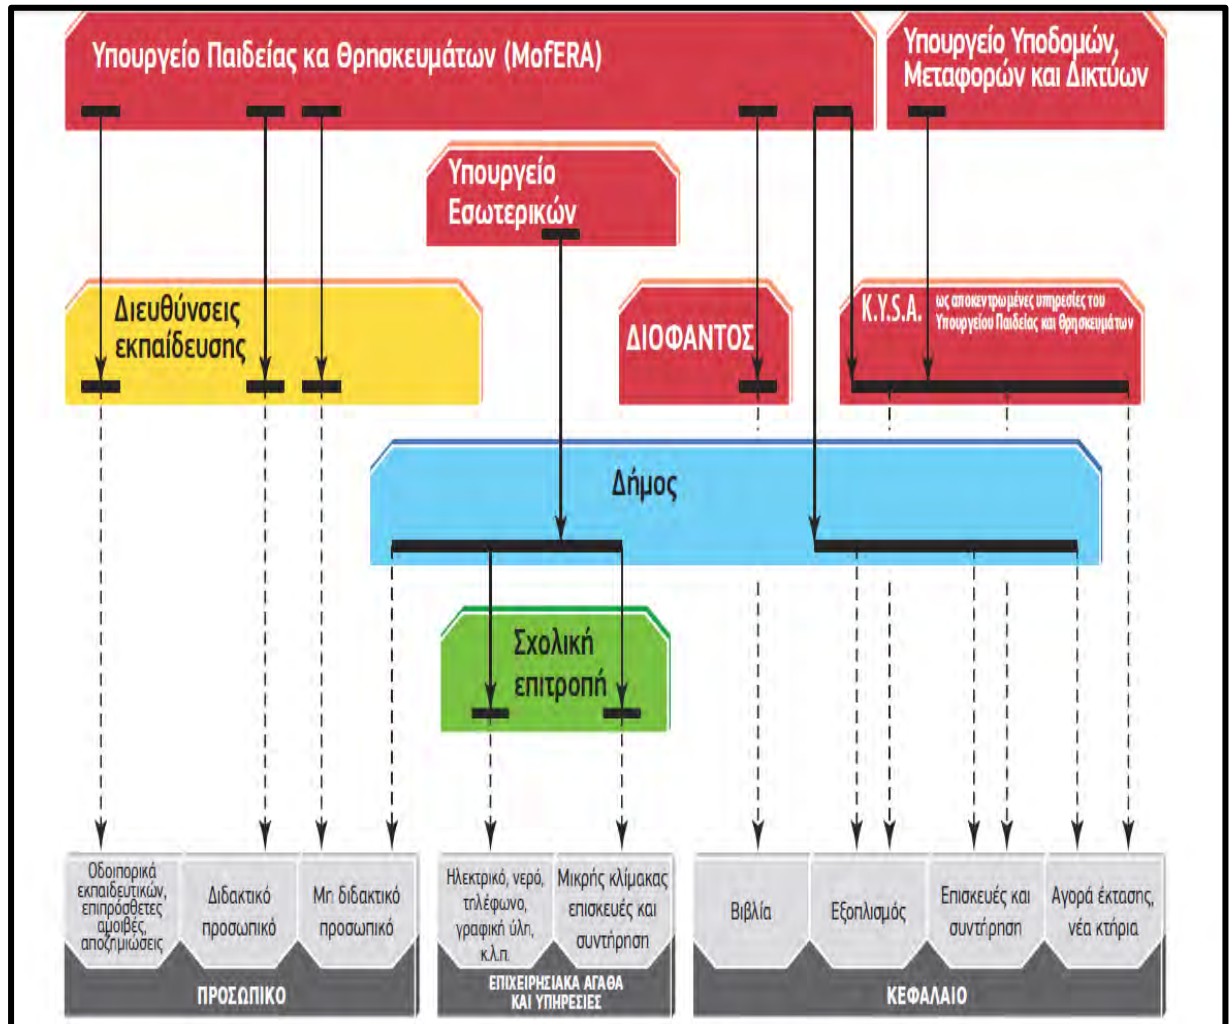 Υπουργείο Παιδείας κα Θρησκευμάτων (MofERA)
Υπουργείο Υποδομών,
Μεταφορών και Δικτύων
Υπουργείο
Εσωτερικών
Διευθύνσεις
εκπαίδευσης
ΔΙΟΦΑΝΤΟΣ
K.Y.S.A.
ως αποκεντρωμένες υπηρεσίες του
Υπουργείου Παιδείας και Θρησκευμάτων
Δήμος
Σχολική
επιτροπή
Οδοιπορικά
εκπαιδευτικών,
επιπρόσθετες
αμοιβές,
αποζημιώσεις
Διδακτικό
προσωπικό
Μη διδακτικό
προσωπικό
Ηλεκτρικό, νερό,
τηλέφωνο,
γραφική ύλη,
κ.λ.π.
Μικρής κλίμακας
επισκευές και
συντήρηση
Βιβλία
Εξοπλισμός
Επισκευές και
συντήρηση
Αγορά έκτασης,
νέα κτήρια
ΠΡΟΣΩΠΙΚΟ
ΕΠΙΧΕΙΡΗΣΙΑΚΑ ΑΓΑΘΑ
ΚΑΙ ΥΠΗΡΕΣΙΕΣ
ΚΕΦΑΛΑΙΟ